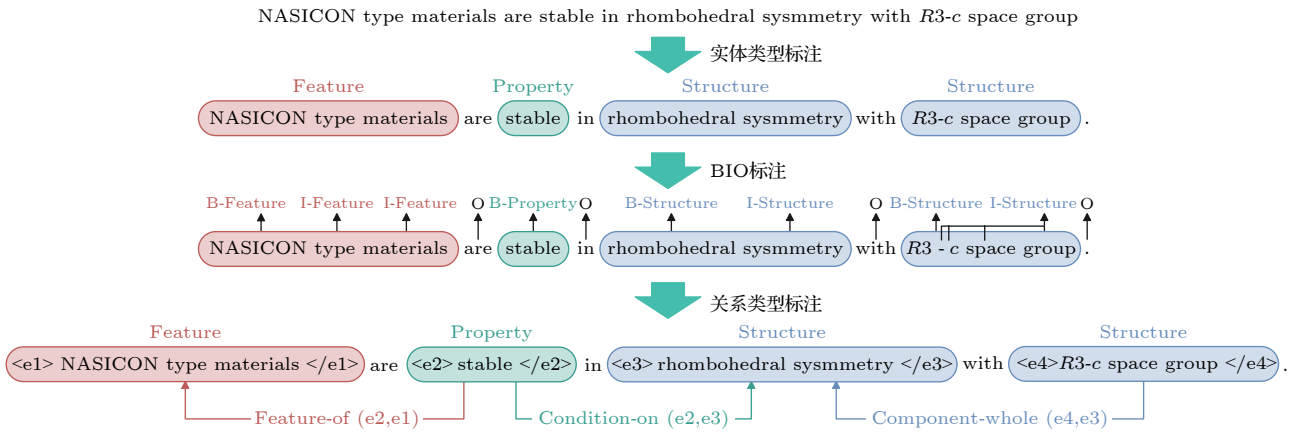 NASICON type materials are stable in rhombohedral sysmmetry with R3-c space group
实体类型标注
Feature Property Structure Structure
NASICON type materials are stable in rhombohedral sysmmetry with R3-c space group .
BIO标注
B-Feature I-Feature I-Feature O B-Property O B-Structure I-Structure O B-Structure I-Structure O
NASICON type materials are stable in rhombohedral sysmmetry with R3 - c space group .
关系类型标注
Feature Property Structure Structure
<e1> NASICON type materials </e1> are <e2> stable </e2> in <e3> rhombohedral sysmmetry </e3> with <e4>R3-c space group </e4> .
Feature-of (e2,e1) Condition-on (e2,e3) Component-whole (e4,e3)